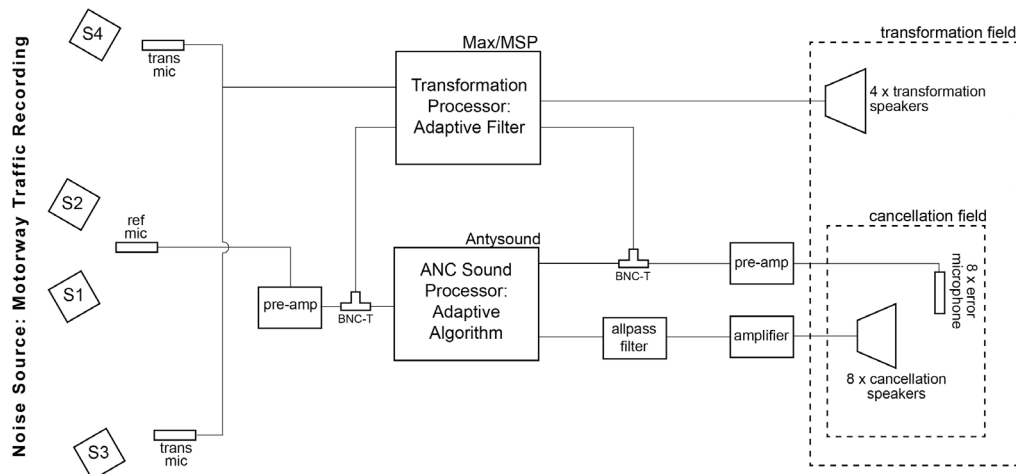 Noise Source: Motorway Traffic Recording
S4
trans
mic
S2
ref
mic
S1
S3
trans
mic
pre-amp
BNC-T
Max/MSP
Transformation
Processor:
Adaptive Filter
Antysound
ANC Sound
Processor:
Adaptive
Algorithm
BNC-T
pre-amp
allpass
filter
amplifier
transformation field
4 x transformation
speakers
cancellation field
8 x error
microphone
8 x cancellation
speakers